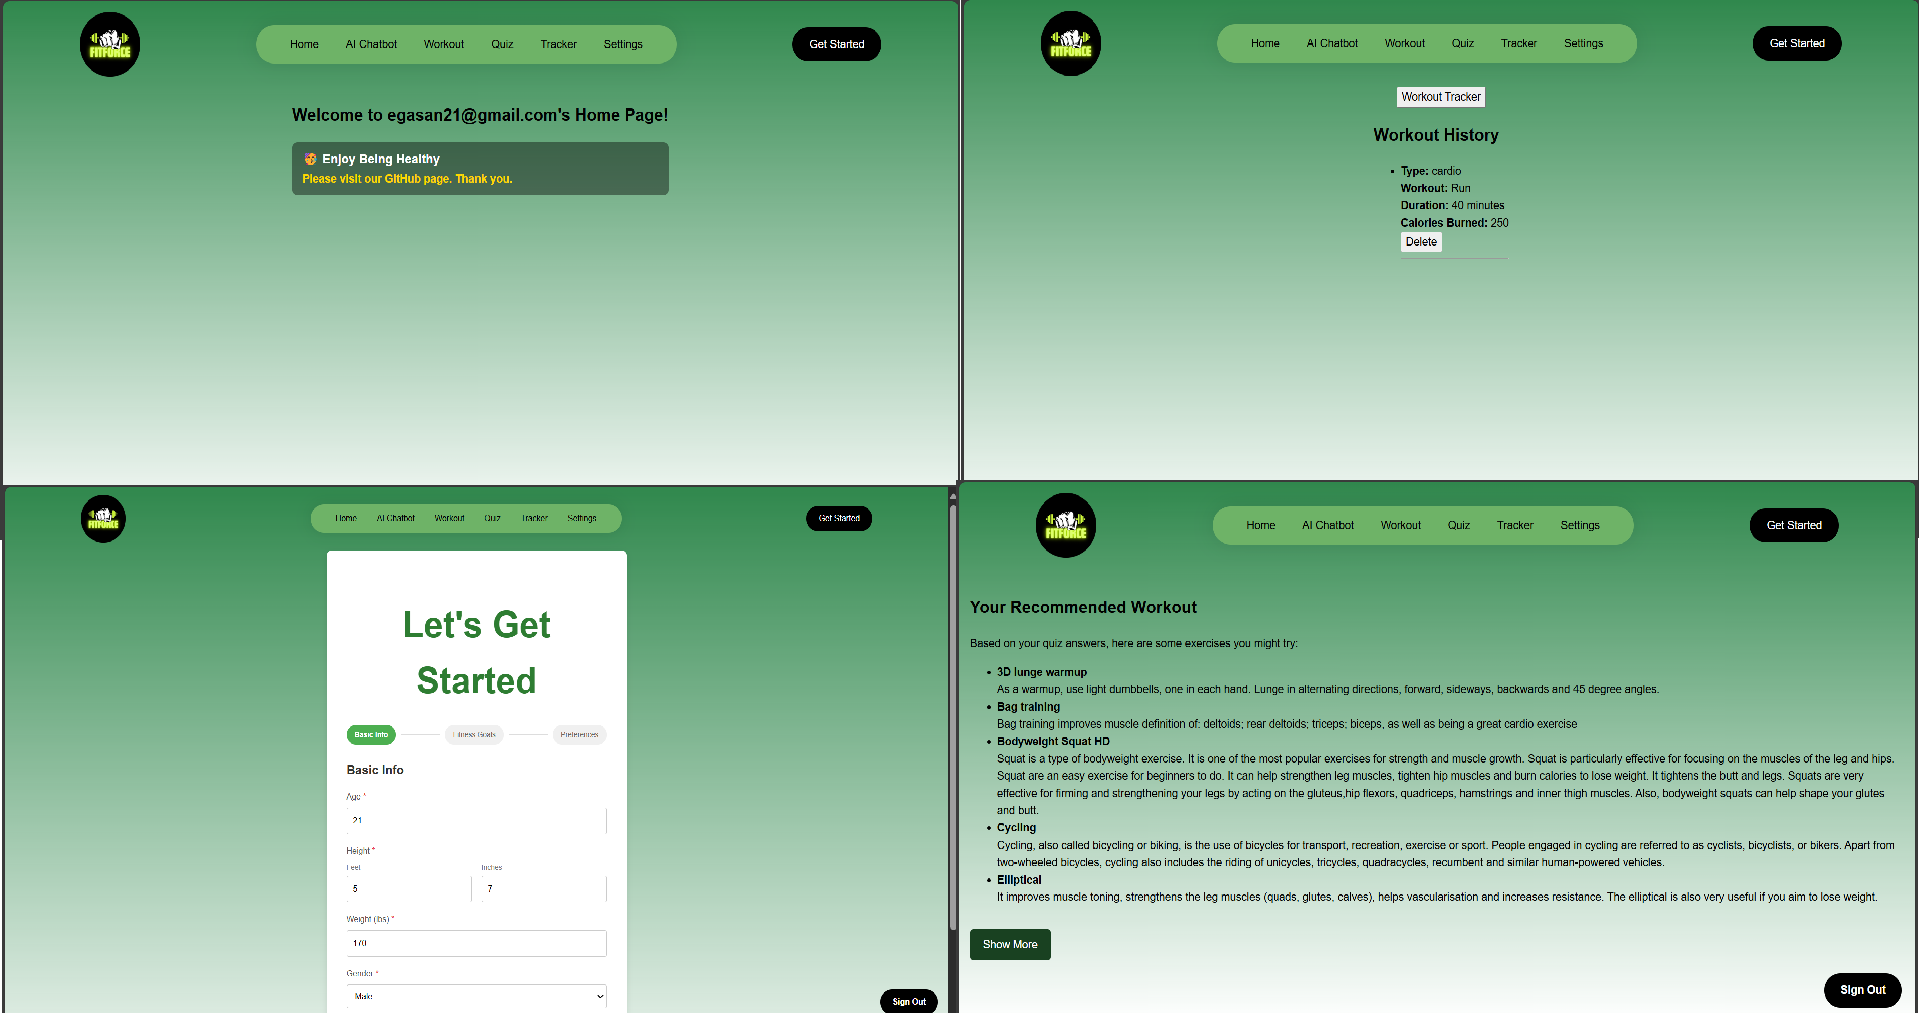 FITFORCE
Home AI Chatbot Workout Quiz Tracker Settings
Get Started
Welcome to egasan21@gmail.com's Home Page!
🥳 Enjoy Being Healthy
Please visit our GitHub page. Thank you.
FITFORCE
Home AI Chatbot Workout Quiz Tracker Settings
Get Started
Workout Tracker
Workout History
• Type: cardio
Workout: Run
Duration: 40 minutes
Calories Burned: 250
Delete
FITFORCE
Home AI Chatbot Workout Quiz Tracker Settings
Get Started
Let's Get
Started
Basic Info Fitness Goals Preferences
Basic Info
Age *
21
Height *
Feet Inches
5 7
Weight (lbs) *
170
Gender *
Male
Sign Out
FITFORCE
Home AI Chatbot Workout Quiz Tracker Settings
Get Started
Your Recommended Workout
Based on your quiz answers, here are some exercises you might try:
• 3D lunge warmup
As a warmup, use light dumbbells, one in each hand. Lunge in alternating directions, forward, sideways, backwards and 45 degree angles.
• Bag training
Bag training improves muscle definition of: deltoids; rear deltoids; triceps; biceps, as well as being a great cardio exercise
• Bodyweight Squat HD
Squat is a type of bodyweight exercise. It is one of the most popular exercises for strength and muscle growth. Squat is particularly effective for focusing on the muscles of the leg and hips.
Squat are an easy exercise for beginners to do. It can help strengthen leg muscles, tighten hip muscles and burn calories to lose weight. It tightens the butt and legs. Squats are very
effective for firming and strengthening your legs by acting on the gluteus,hip flexors, quadriceps, hamstrings and inner thigh muscles. Also, bodyweight squats can help shape your glutes
and butt.
• Cycling
Cycling, also called bicycling or biking, is the use of bicycles for transport, recreation, exercise or sport. People engaged in cycling are referred to as cyclists, bicyclists, or bikers. Apart from
two-wheeled bicycles, cycling also includes the riding of unicycles, tricycles, quadracycles, recumbent and similar human-powered vehicles.
• Elliptical
It improves muscle toning, strengthens the leg muscles (quads, glutes, calves), helps vascularisation and increases resistance. The elliptical is also very useful if you aim to lose weight.
Show More
Sign Out